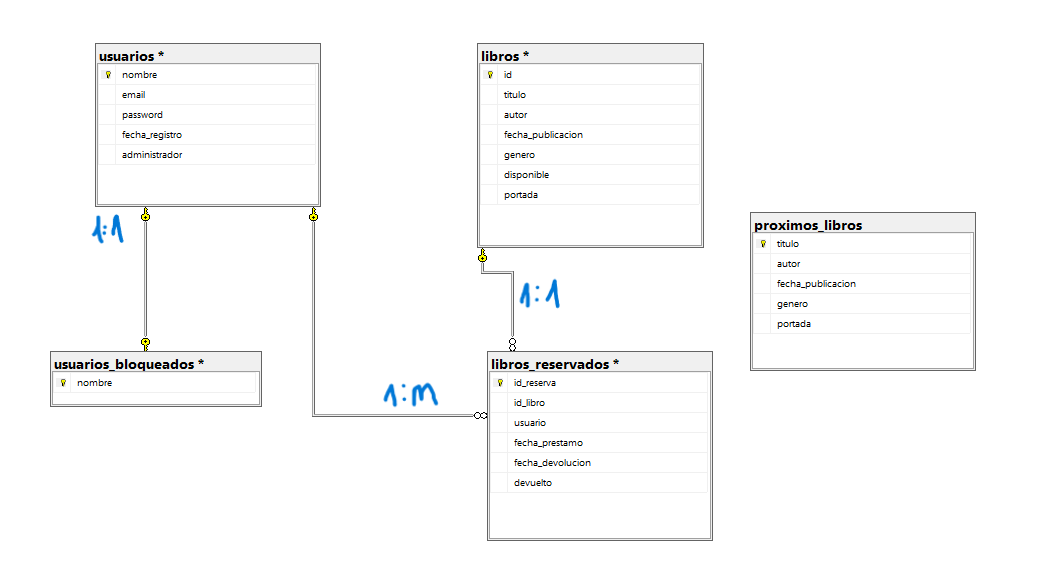 usuarios *
nombre
email
password
fecha_registro
administrador
libros *
id
titulo
autor
fecha_publicacion
genero
disponible
portada
proximos_libros
titulo
autor
fecha_publicacion
genero
portada
1:1
1:1
usuarios_bloqueados *
nombre
1:m
libros_reservados *
id_reserva
id_libro
usuario
fecha_prestamo
fecha_devolucion
devuelto